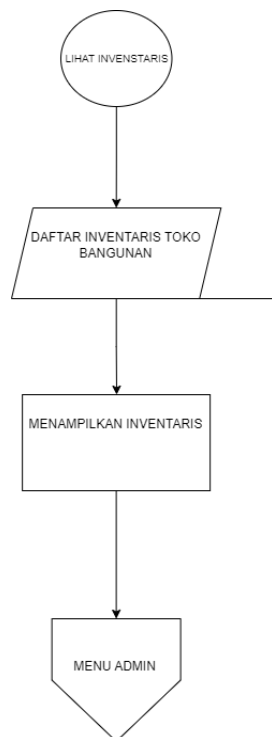 LIHAT INVENSTARIS
DAFTAR INVENTARIS TOKO
BANGUNAN
MENAMPILKAN INVENTARIS
MENU ADMIN